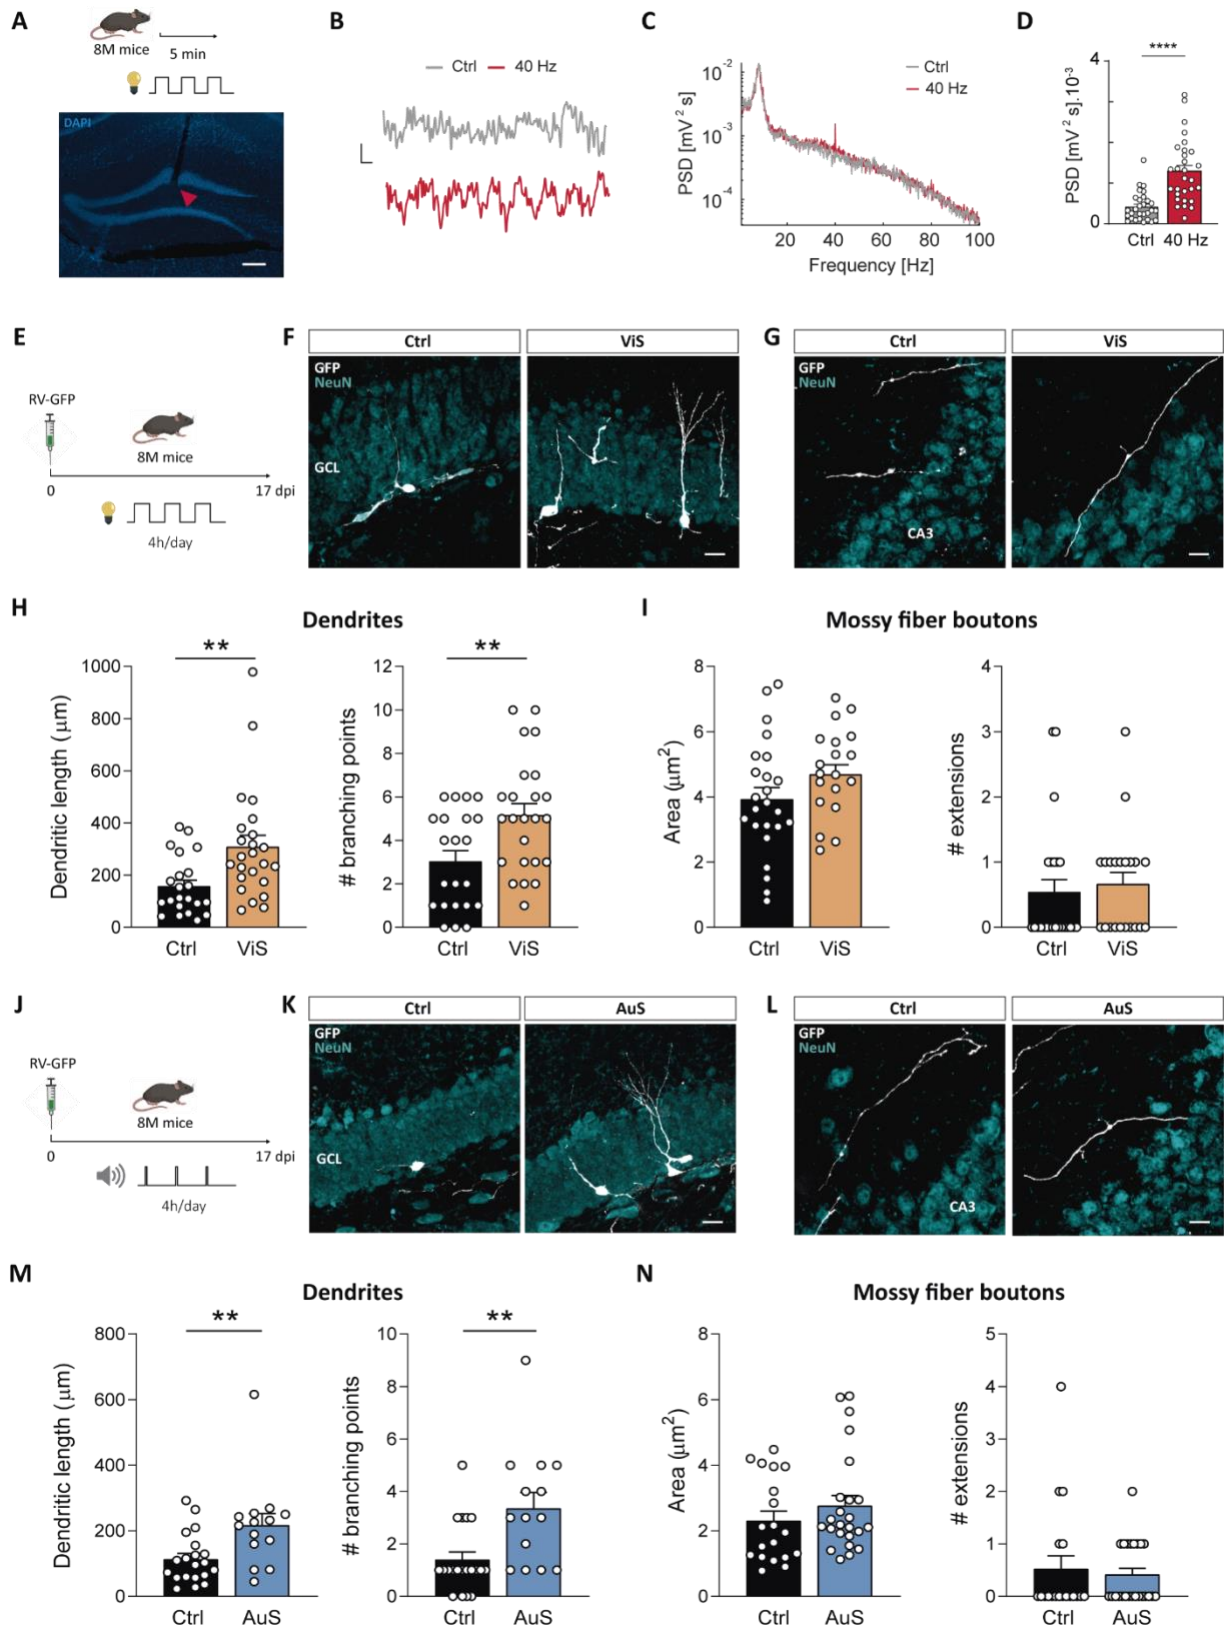 A
8M mice
5 min
DAPI
B
Ctrl
40 Hz
C
Ctrl
40 Hz
10⁻²
10⁻³
10⁻⁴
PSD [mV² s]
20 40 60 80 100
Frequency [Hz]
D
****
4
0
PSD [mV² s].10⁻³
Ctrl 40 Hz
E
RV-GFP
8M mice
0
17 dpi
4h/day
F
Ctrl
ViS
GFP
NeuN
GCL
G
Ctrl
ViS
GFP
NeuN
CA3
H
Dendrites
**
1000
800
600
400
200
0
Dendritic length (μm)
Ctrl ViS
**
12
10
8
6
4
2
0
# branching points
Ctrl ViS
I
Mossy fiber boutons
8
6
4
2
0
Area (μm²)
Ctrl ViS
4
3
2
1
0
# extensions
Ctrl ViS
J
RV-GFP
8M mice
0
17 dpi
4h/day
K
Ctrl
AuS
GFP
NeuN
GCL
L
Ctrl
AuS
GFP
NeuN
CA3
M
Dendrites
**
800
600
400
200
0
Dendritic length (μm)
Ctrl AuS
**
10
8
6
4
2
0
# branching points
Ctrl AuS
N
Mossy fiber boutons
8
6
4
2
0
Area (μm²)
Ctrl AuS
5
4
3
2
1
0
# extensions
Ctrl AuS